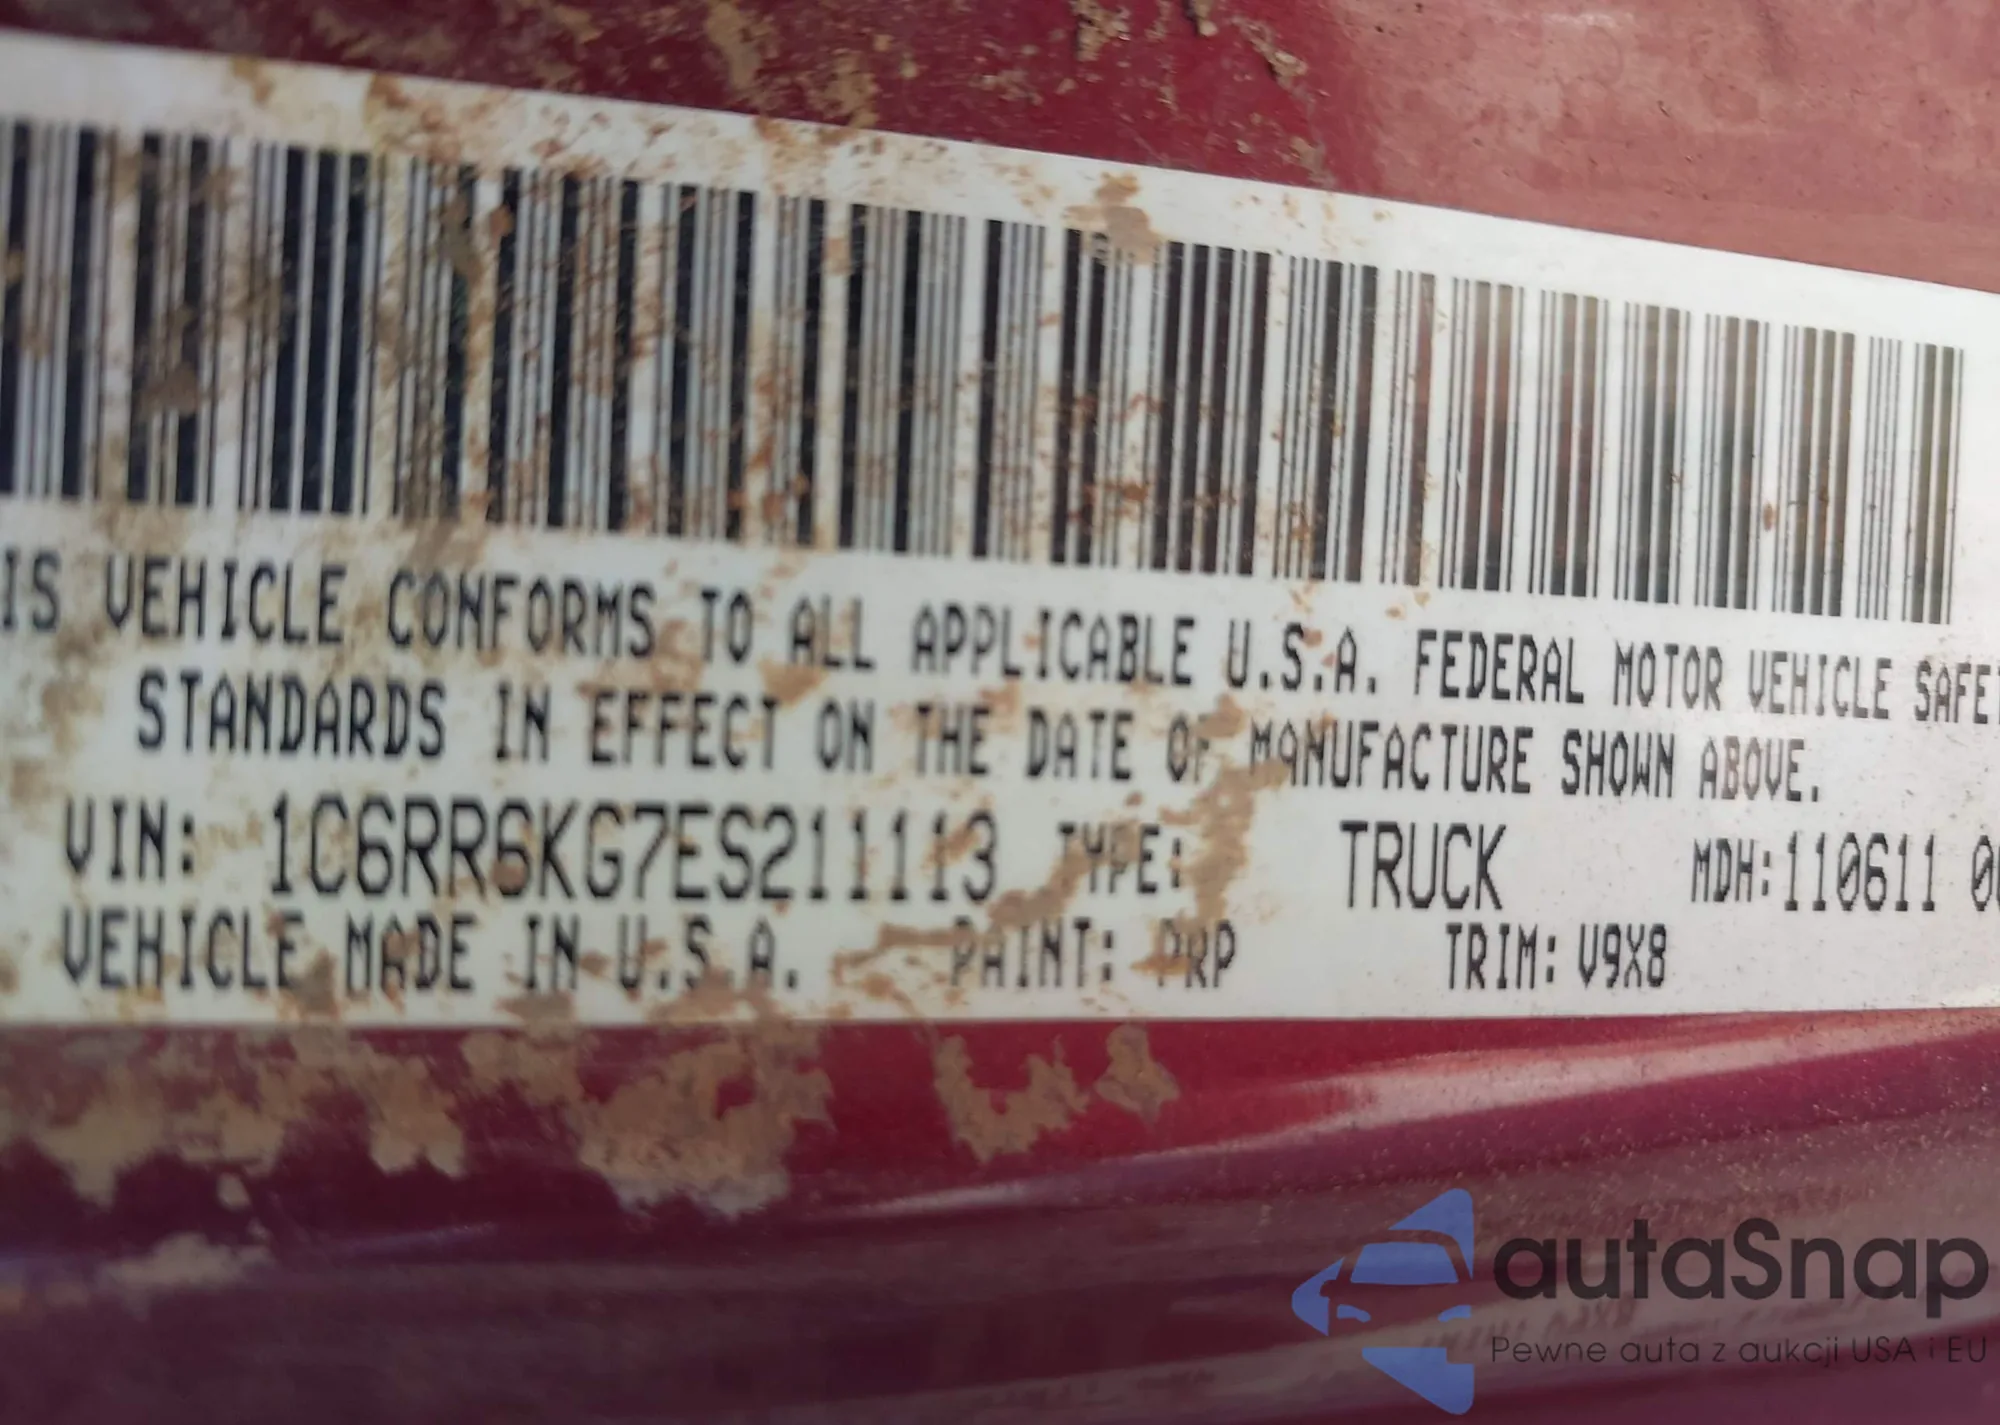 IS VEHICLE CONFORMS TO ALL APPLICABLE U.S.A. FEDERAL MOTOR VEHICLE SAFE
STANDARDS IN EFFECT ON THE DATE OF MANUFACTURE SHOWN ABOVE.
VIN: 1C6RR6KG7ES211113 TYPE: TRUCK MDH:110611 0
VEHICLE MADE IN U.S.A. PAINT: PRP TRIM: V9X8
autaSnap
Pewne auta z aukcji USA i EU